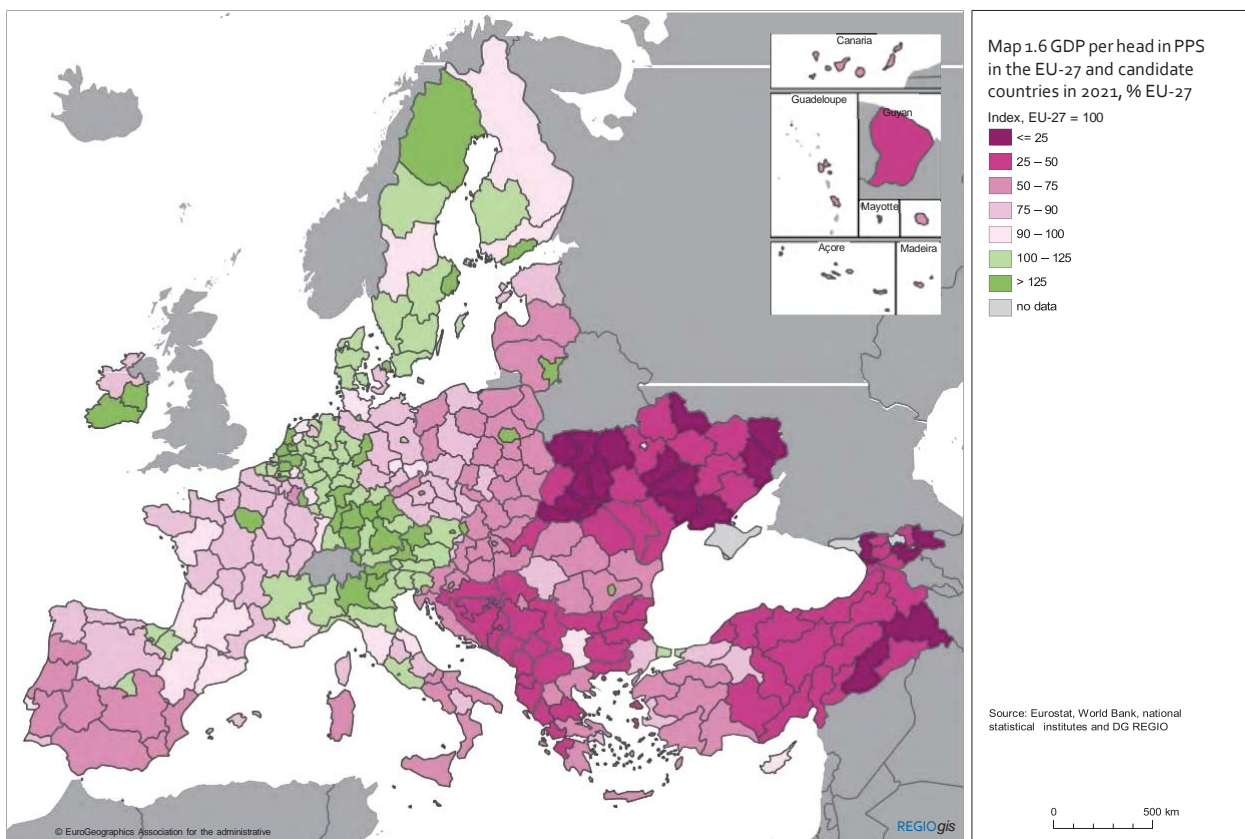 Canaria
Guadeloupe
Guyan
Mayotte
Açore
Madeira
© EuroGeographics Association for the administrative
REGIOgis
Map 1.6 GDP per head in PPS
in the EU-27 and candidate
countries in 2021, % EU-27
Index, EU-27 = 100
<= 25
25 – 50
50 – 75
75 – 90
90 – 100
100 – 125
> 125
no data
Source: Eurostat, World Bank, national
statistical institutes and DG REGIO
0 500 km